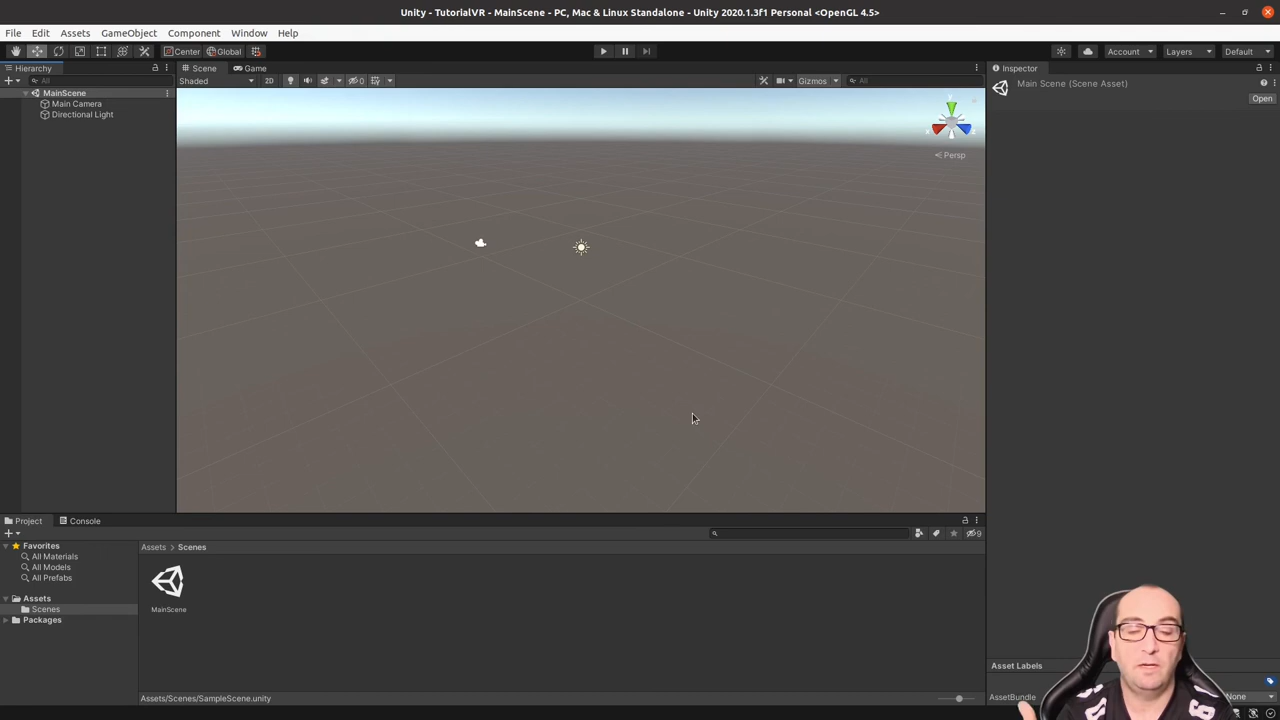 Unity - TutorialVR - MainScene - PC, Mac & Linux Standalone - Unity 2020.1.3f1 Personal <OpenGL 4.5>
File Edit Assets GameObject Component Window Help
Center Global Account Layers Default
Hierarchy Scene Game Inspector
All Shaded 2D 0 Gizmos All
Main Scene (Scene Asset)
Open
MainScene
Main Camera
Directional Light
Persp
Project Console
9
Favorites
All Materials
All Models
All Prefabs
Assets
Scenes
Packages
Assets > Scenes
MainScene
Assets/Scenes/SampleScene.unity
Asset Labels
AssetBundle None